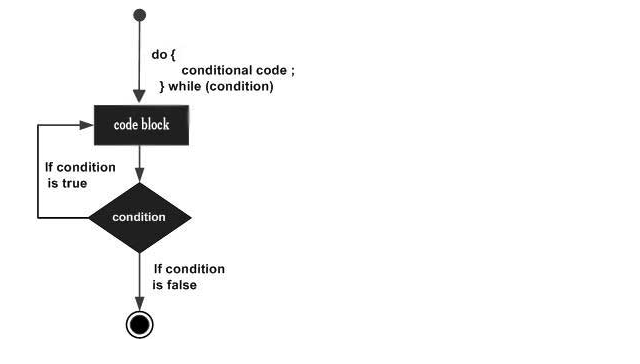 do {
conditional code ;
} while (condition)
code block
If condition
is true
condition
If condition
is false